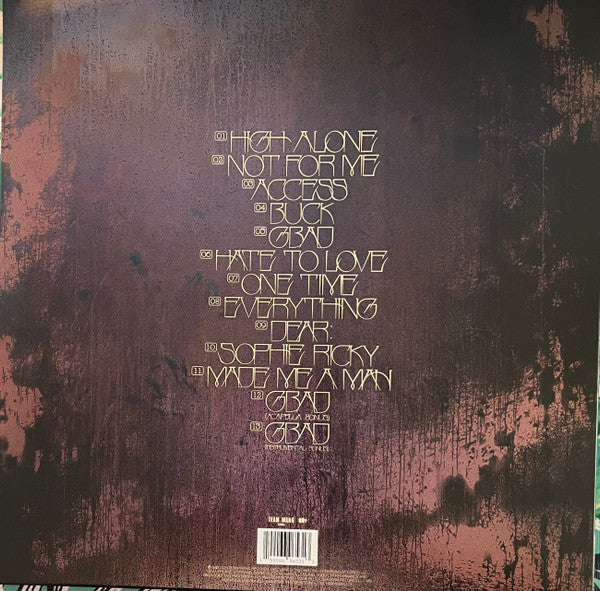 01 HIGH ALONE
02 NOT FOR ME
03 ACCESS
04 BUCK
05 GBAD
06 HATE TO LOVE
07 ONE TIME
08 EVERYTHING
09 DEAR:
10 SOPHIE RICKY
11 MADE ME A MAN
12 GBAD
(ACAPELLA BONUS)
13 GBAD
(INSTRUMENTAL BONUS)
TEAM WANG